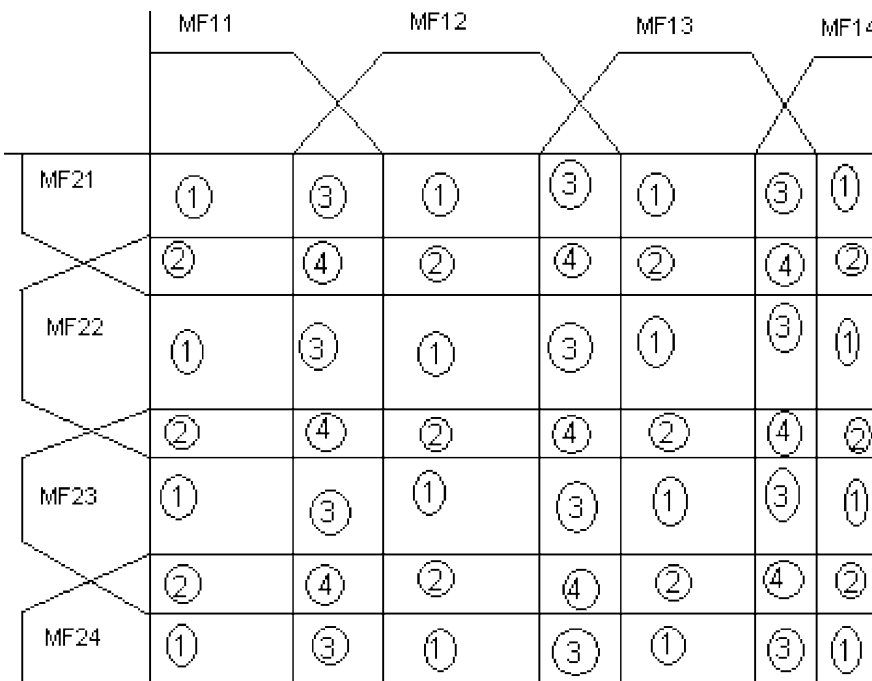 MF11 MF12 MF13 MF14
MF21 1 3 1 3 1 3 1
2 4 2 4 2 4 2
MF22 1 3 1 3 1 3 1
2 4 2 4 2 4 2
MF23 1 3 1 3 1 3 1
2 4 2 4 2 4 2
MF24 1 3 1 3 1 3 1